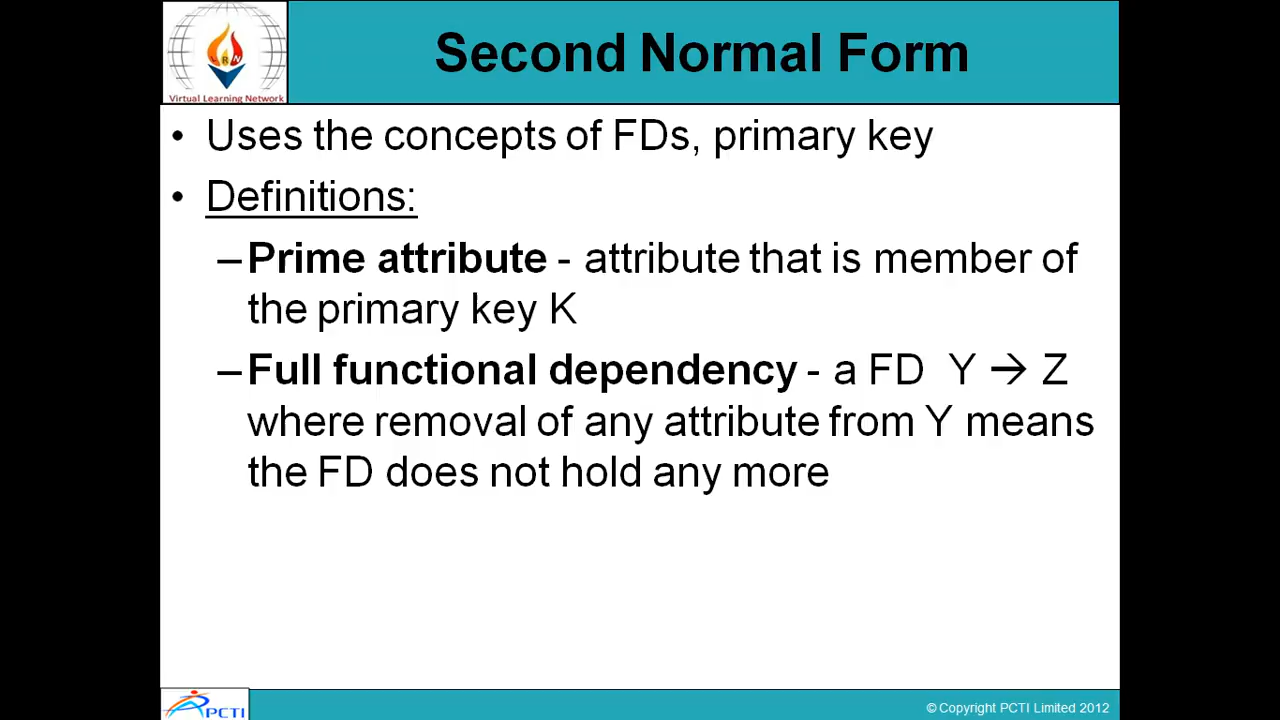 Second Normal Form
Virtual Learning Network
• Uses the concepts of FDs, primary key
• Definitions:
–Prime attribute - attribute that is member of
the primary key K
–Full functional dependency - a FD Y → Z
where removal of any attribute from Y means
the FD does not hold any more
PCTI
© Copyright PCTI Limited 2012